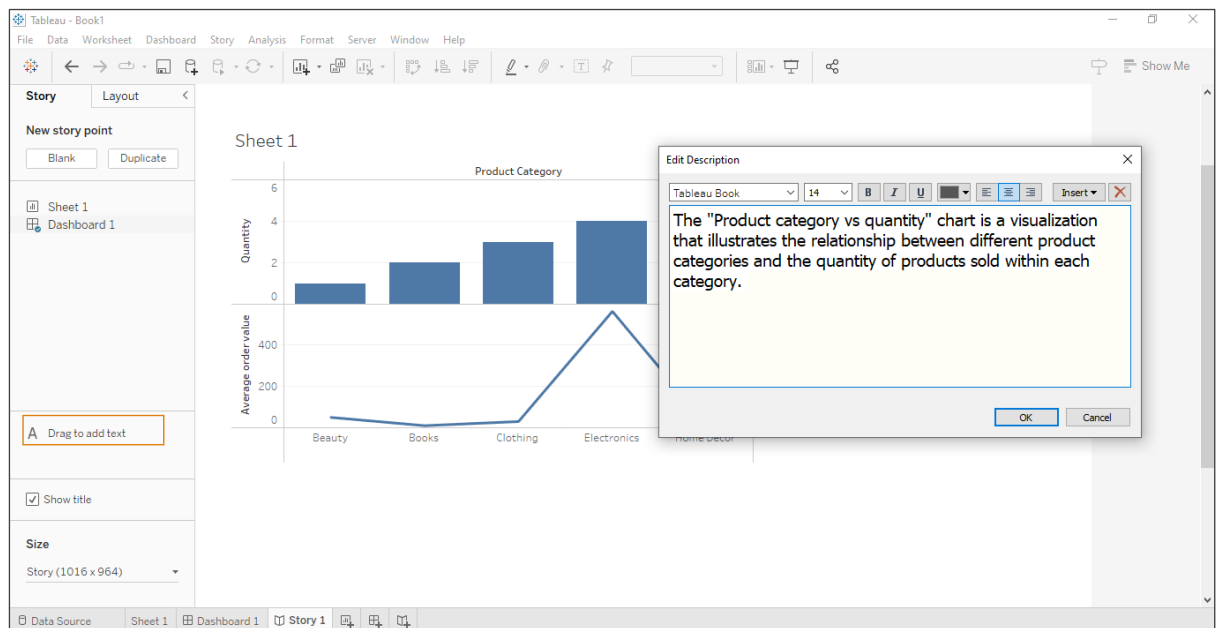 Tableau - Book1
File Data Worksheet Dashboard Story Analysis Format Server Window Help
Show Me
Story Layout
New story point
Blank Duplicate
Sheet 1
Dashboard 1
A Drag to add text
Show title
Size
Story (1016 x 964)
Sheet 1
Product Category
6
4
2
0
Quantity
400
200
0
Average order value
Beauty Books Clothing Electronics Home Decor
Edit Description
Tableau Book 14 B I U Insert
The "Product category vs quantity" chart is a visualization
that illustrates the relationship between different product
categories and the quantity of products sold within each
category.
OK Cancel
Data Source Sheet 1 Dashboard 1 Story 1